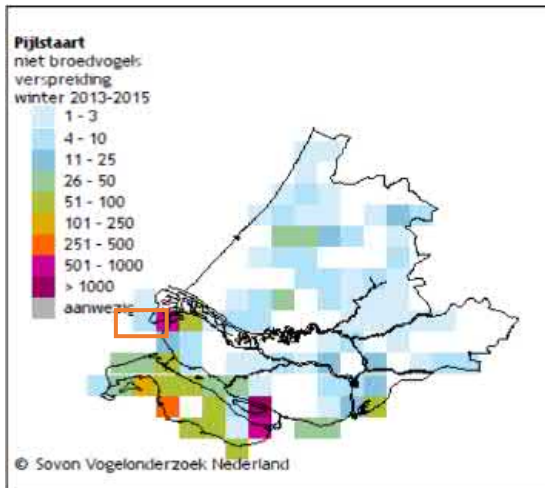 Pijlstaart
niet broedvogels
verspreiding
winter 2013-2015
1 - 3
4 - 10
11 - 25
26 - 50
51 - 100
101 - 250
251 - 500
501 - 1000
> 1000
aanwezig
© Sovon Vogelonderzoek Nederland